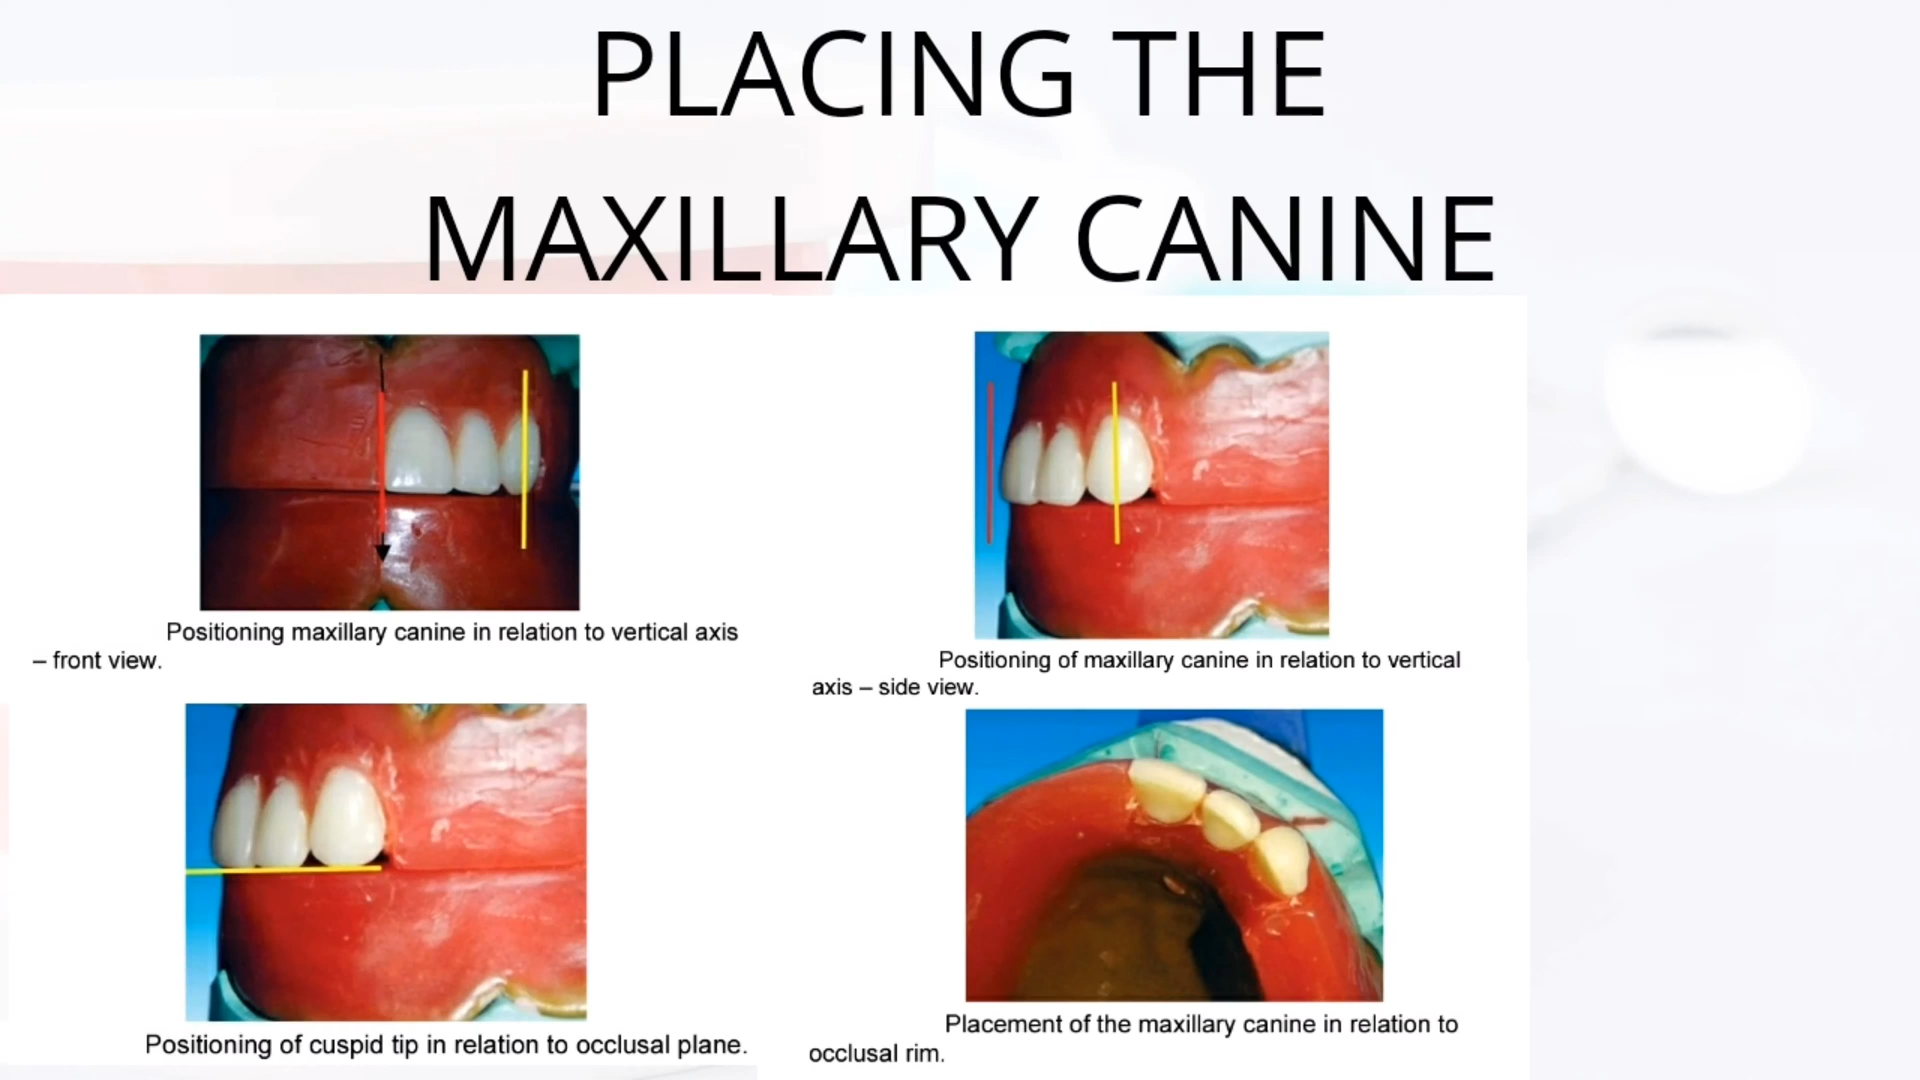 PLACING THE
MAXILLARY CANINE
Positioning maxillary canine in relation to vertical axis
– front view.
Positioning of maxillary canine in relation to vertical
axis – side view.
Positioning of cuspid tip in relation to occlusal plane.
Placement of the maxillary canine in relation to
occlusal rim.